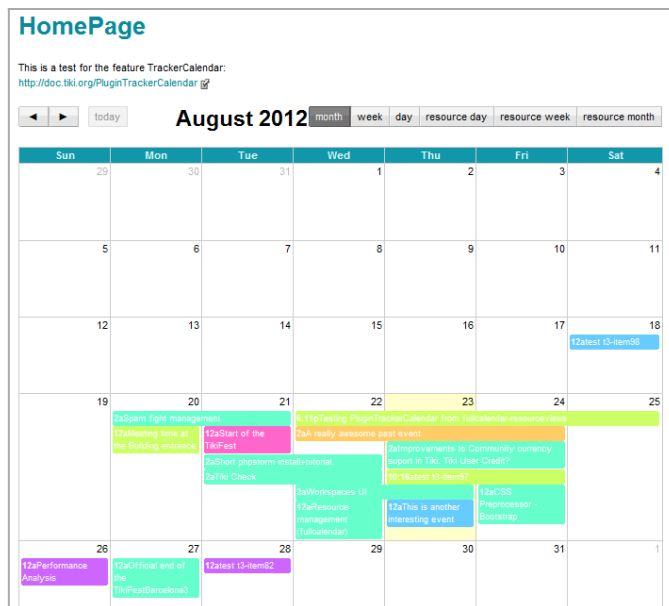 HomePage
This is a test for the feature TrackerCalendar:
http://doc.tiki.org/PluginTrackerCalendar
today
August 2012
month week day resource day resource week resource month
Sun Mon Tue Wed Thu Fri Sat
29 30 31 1 2 3 4
5 6 7 8 9 10 11
12 13 14 15 16 17 18
12atest t3-item98
19 20 21 22 23 24 25
2aSpam fight management
9:11pTesting PluginTrackerCalendar from fullcalendar-resourceviews
12aMeeting time at
the Building entrance
12aStart of the
TikiFest
2aA really awesome past event
2aImprovements to Community currency
suport in Tiki: Tiki User Credit?
2aShort phpstorm install+tutorial
2aTiki Check
10:16atest t3-item97
2aWorkspaces UI
12aResource
management
(fullcalendar)
12aThis is another
interesting event
12aCSS
Preprocessor -
Bootstrap
26 27 28 29 30 31 1
12aPerformance
Analysis
12aOfficial end of
the
TikiFestBarcelona3
12atest t3-item82